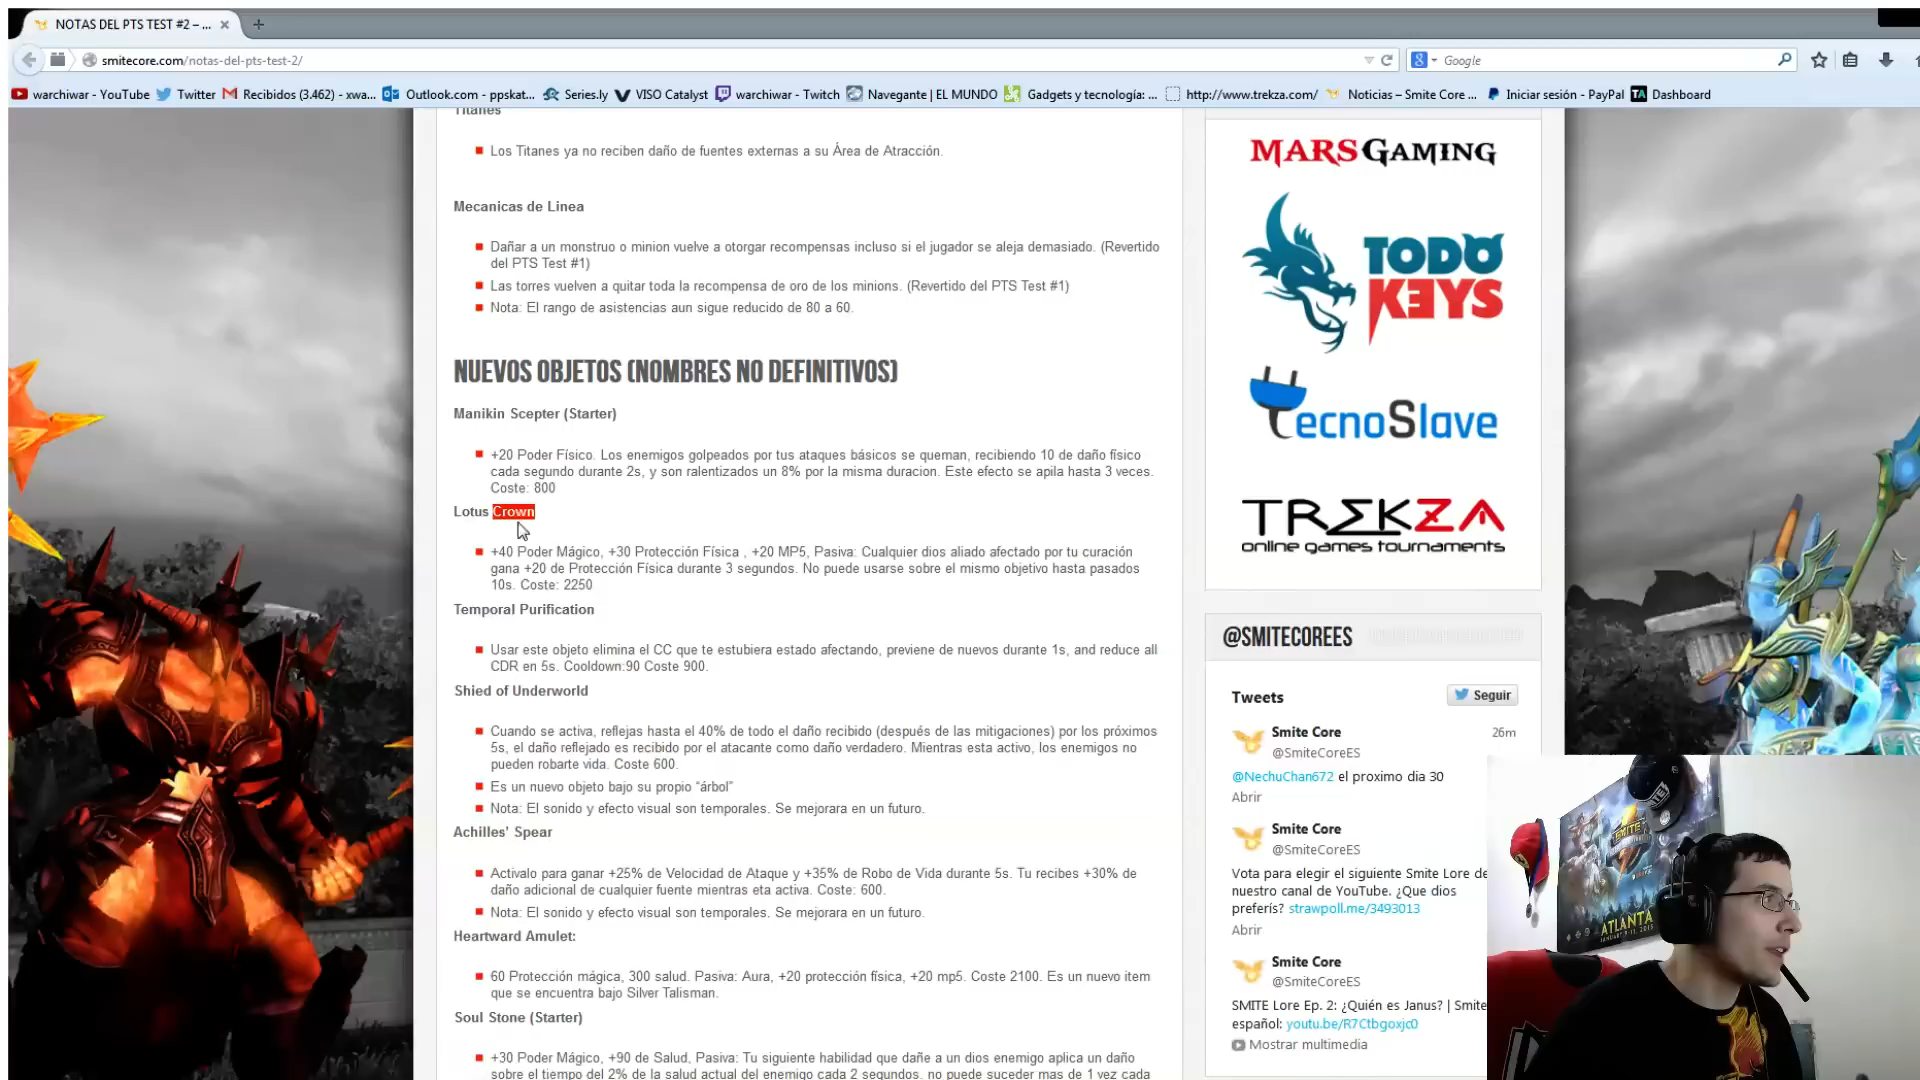 NOTAS DEL PTS TEST #2 – ...
smitecore.com/notas-del-pts-test-2/
Google
warchiwar - YouTube Twitter Recibidos (3.462) - xwa... Outlook.com - ppskat... Series.ly VISO Catalyst warchiwar - Twitch Navegante | EL MUNDO Gadgets y tecnología: ... http://www.trekza.com/ Noticias – Smite Core ... Iniciar sesión - PayPal TA Dashboard
Titanes
Los Titanes ya no reciben daño de fuentes externas a su Área de Atracción.
Mecanicas de Linea
Dañar a un monstruo o minion vuelve a otorgar recompensas incluso si el jugador se aleja demasiado. (Revertido
del PTS Test #1)
Las torres vuelven a quitar toda la recompensa de oro de los minions. (Revertido del PTS Test #1)
Nota: El rango de asistencias aun sigue reducido de 80 a 60.
NUEVOS OBJETOS (NOMBRES NO DEFINITIVOS)
Manikin Scepter (Starter)
+20 Poder Físico. Los enemigos golpeados por tus ataques básicos se queman, recibiendo 10 de daño físico
cada segundo durante 2s, y son ralentizados un 8% por la misma duracion. Este efecto se apila hasta 3 veces.
Coste: 800
Lotus Crown
+40 Poder Mágico, +30 Protección Física , +20 MP5, Pasiva: Cualquier dios aliado afectado por tu curación
gana +20 de Protección Física durante 3 segundos. No puede usarse sobre el mismo objetivo hasta pasados
10s. Coste: 2250
Temporal Purification
Usar este objeto elimina el CC que te estubiera estado afectando, previene de nuevos durante 1s, and reduce all
CDR en 5s. Cooldown:90 Coste 900.
Shied of Underworld
Cuando se activa, reflejas hasta el 40% de todo el daño recibido (después de las mitigaciones) por los próximos
5s, el daño reflejado es recibido por el atacante como daño verdadero. Mientras esta activo, los enemigos no
pueden robarte vida. Coste 600.
Es un nuevo objeto bajo su propio “árbol”
Nota: El sonido y efecto visual son temporales. Se mejorara en un futuro.
Achilles’ Spear
Activalo para ganar +25% de Velocidad de Ataque y +35% de Robo de Vida durante 5s. Tu recibes +30% de
daño adicional de cualquier fuente mientras eta activa. Coste: 600.
Nota: El sonido y efecto visual son temporales. Se mejorara en un futuro.
Heartward Amulet:
60 Protección mágica, 300 salud. Pasiva: Aura, +20 protección física, +20 mp5. Coste 2100. Es un nuevo item
que se encuentra bajo Silver Talisman.
Soul Stone (Starter)
+30 Poder Mágico, +90 de Salud, Pasiva: Tu siguiente habilidad que dañe a un dios enemigo aplica un daño
sobre el tiempo del 2% de la salud actual del enemigo cada 2 segundos. no puede suceder mas de 1 vez cada
MARSGAMING
TODO
KEYS
TecnoSlave
TREKZA
online games tournaments
@SMITECOREES
Tweets
Seguir
Smite Core 26m
@SmiteCoreES
@NechuChan672 el proximo dia 30
Abrir
Smite Core
@SmiteCoreES
Vota para elegir el siguiente Smite Lore de
nuestro canal de YouTube. ¿Que dios
preferís? strawpoll.me/3493013
Abrir
Smite Core
@SmiteCoreES
SMITE Lore Ep. 2: ¿Quién es Janus? | Smite
español: youtu.be/R7Ctbgoxjc0
Mostrar multimedia
SMITE
ATLANTA
JANUARY 9-11, 2015